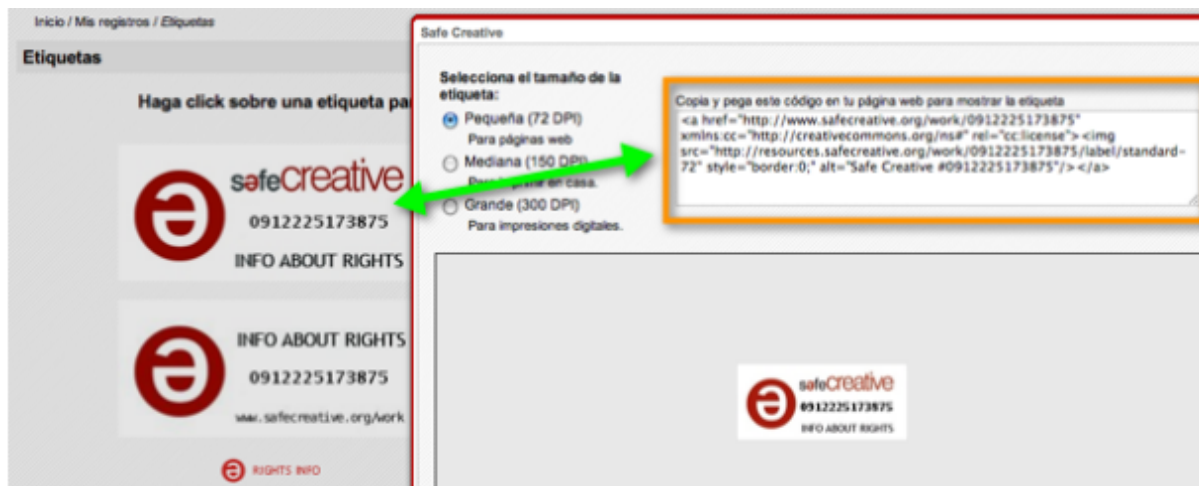 Inicio / Mis registros / Etiquetas
Etiquetas
Haga click sobre una etiqueta pa
safecreative
0912225173875
INFO ABOUT RIGHTS
INFO ABOUT RIGHTS
0912225173875
www.safecreative.org/work
RIGHTS INFO
Safe Creative
Selecciona el tamaño de la
etiqueta:
Pequeña (72 DPI)
Para páginas web
Mediana (150 DPI)
Para imprimir en casa.
Grande (300 DPI)
Para impresiones digitales.
Copia y pega este código en tu página web para mostrar la etiqueta
<a href="http://www.safecreative.org/work/0912225173875"
xmlns:cc="http://creativecommons.org/ns#" rel="cc:license"><img
src="http://resources.safecreative.org/work/0912225173875/label/standard-
72" style="border:0;" alt="Safe Creative #0912225173875"/></a>
safecreative
0912225173875
INFO ABOUT RIGHTS